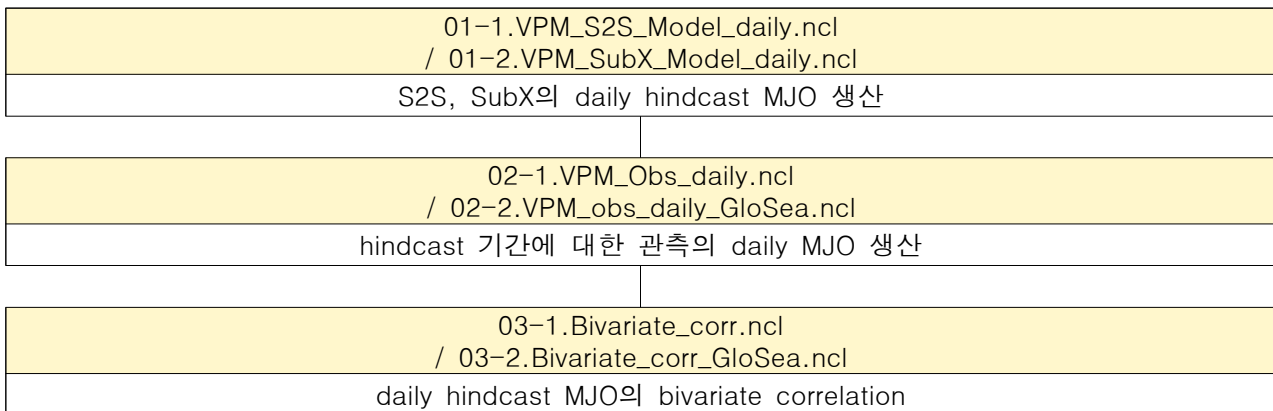 01-1.VPM_S2S_Model_daily.ncl
/ 01-2.VPM_SubX_Model_daily.ncl
S2S, SubX의 daily hindcast MJO 생산
02-1.VPM_Obs_daily.ncl
/ 02-2.VPM_obs_daily_GloSea.ncl
hindcast 기간에 대한 관측의 daily MJO 생산
03-1.Bivariate_corr.ncl
/ 03-2.Bivariate_corr_GloSea.ncl
daily hindcast MJO의 bivariate correlation